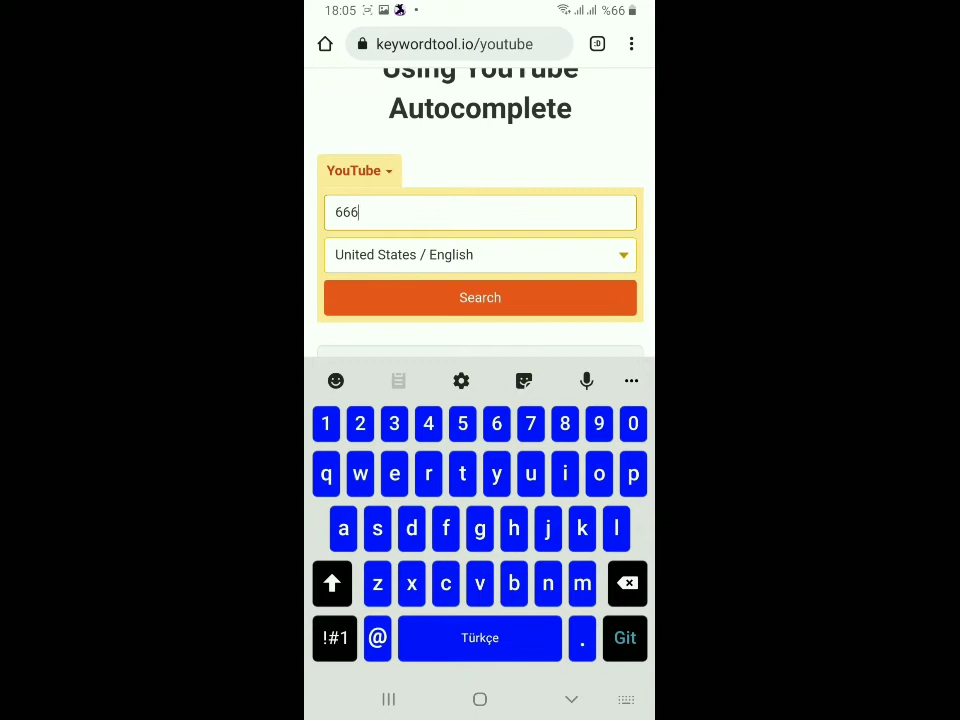 18:05 %66
keywordtool.io/youtube
Using YouTube
Autocomplete
YouTube
666
United States / English
Search
1 2 3 4 5 6 7 8 9 0
q w e r t y u i o p
a s d f g h j k l
z x c v b n m
!#1 @ Türkçe . Git